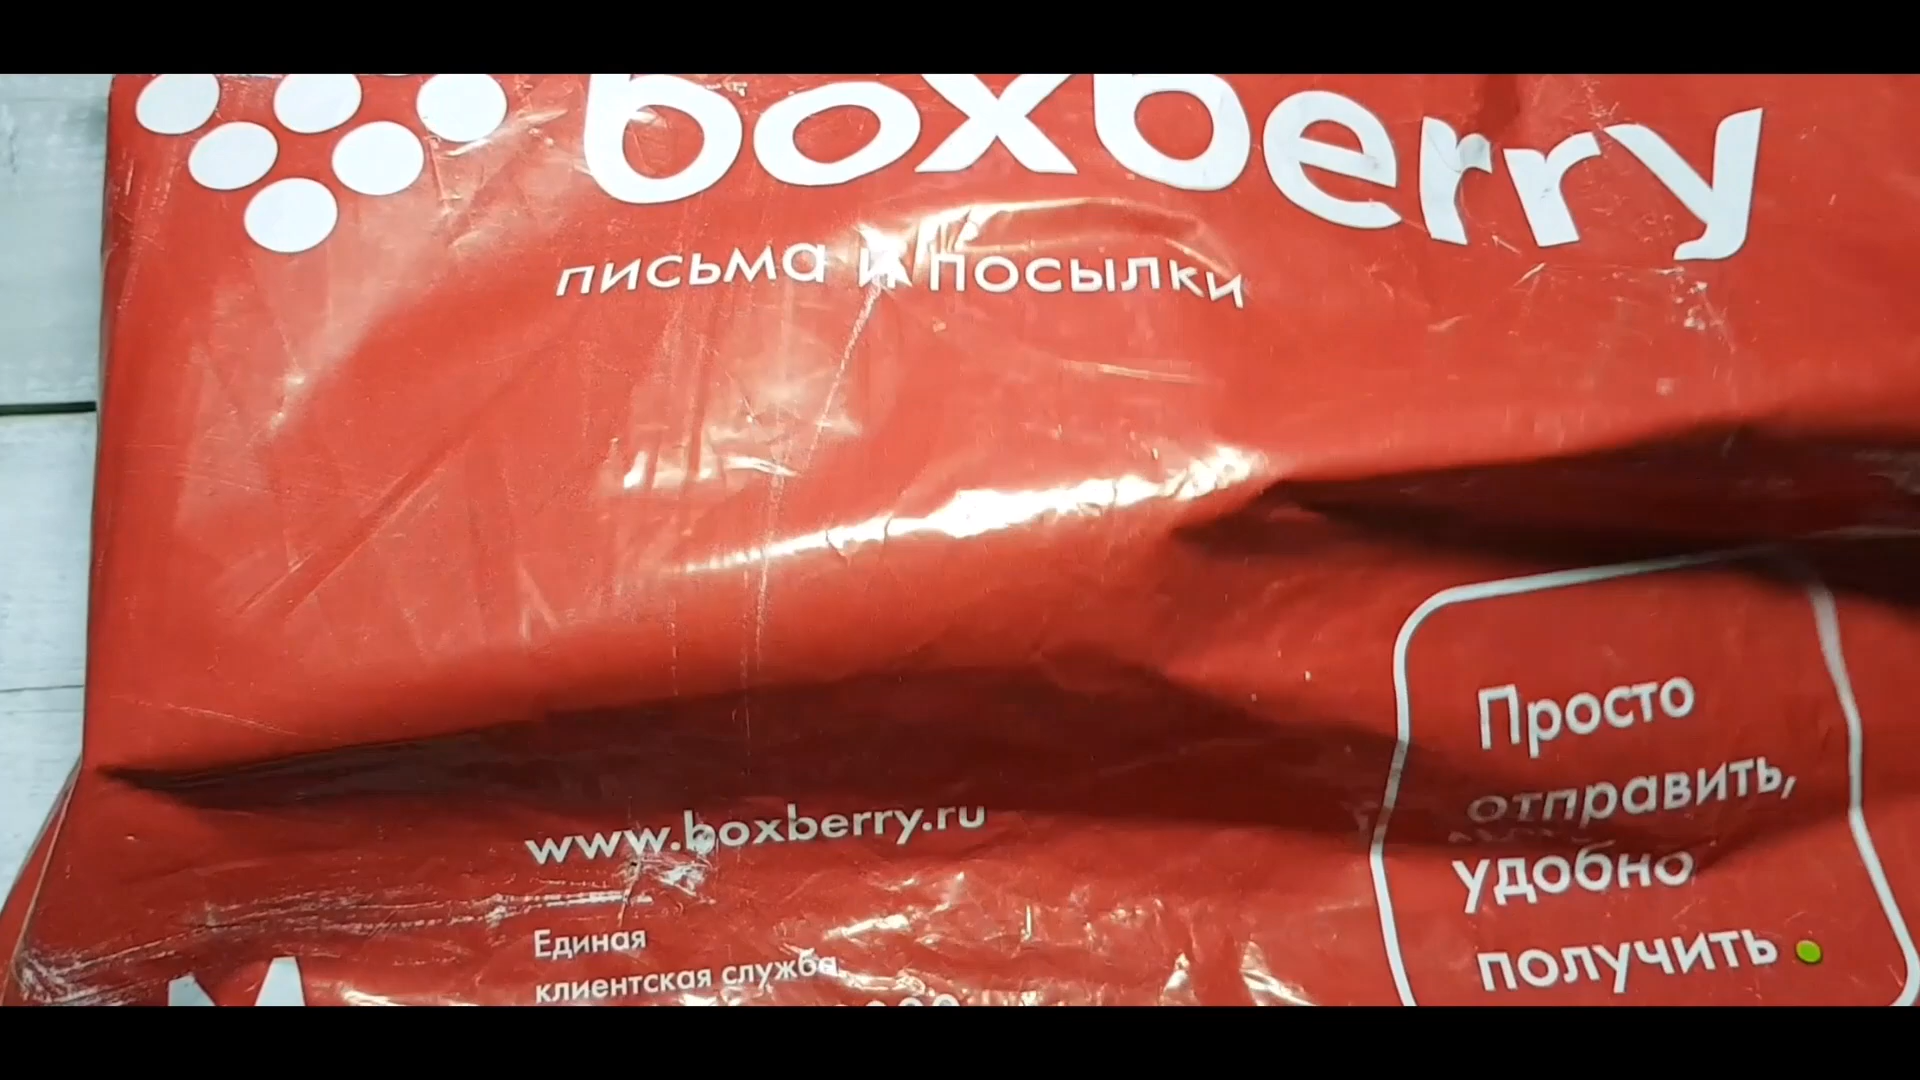 boxberry
письма и посылки
www.boxberry.ru
Единая
клиентская служба
М
Просто
отправить,
удобно
получить